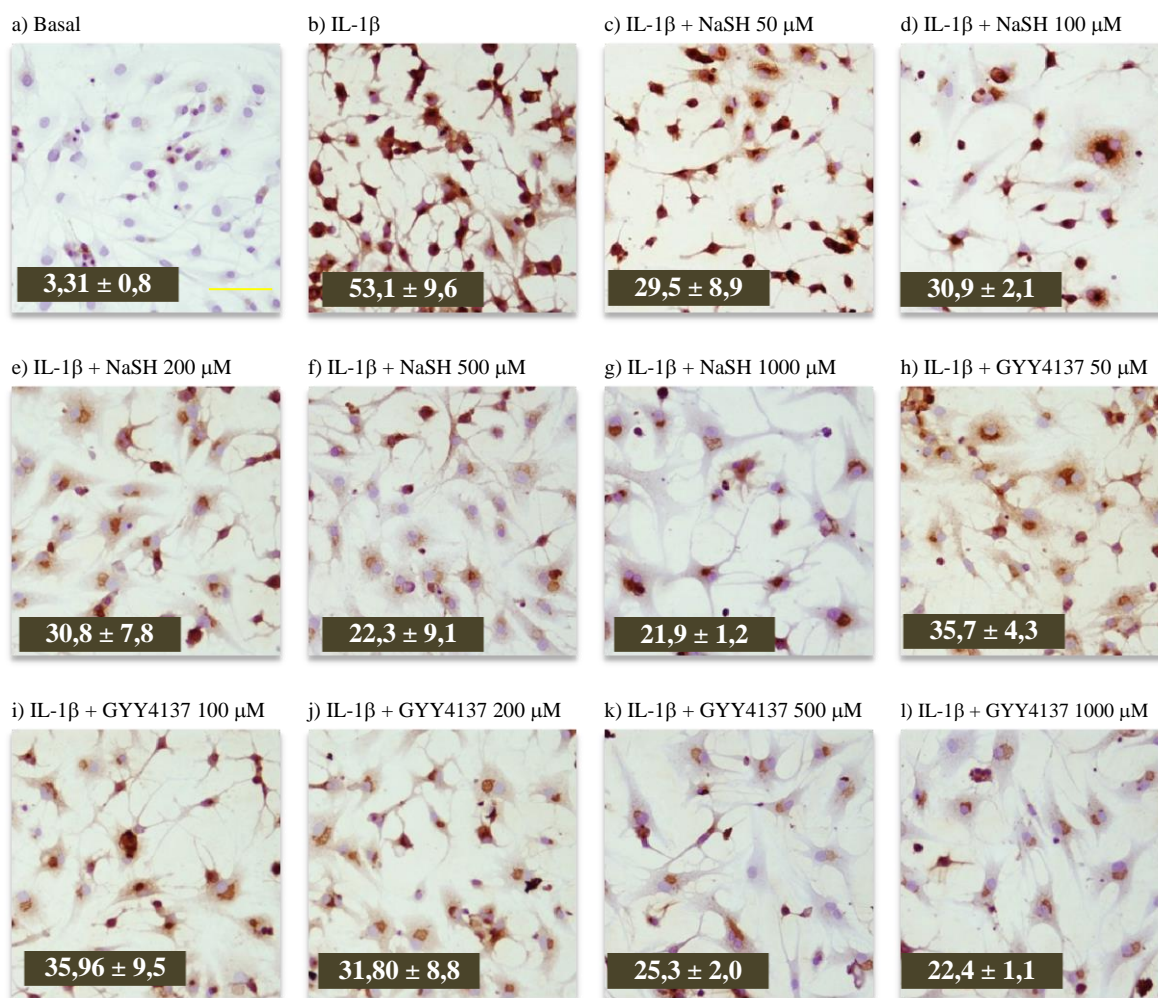 a) Basal
b) IL-1β
c) IL-1β + NaSH 50 μM
d) IL-1β + NaSH 100 μM
3,31 ± 0,8
53,1 ± 9,6
29,5 ± 8,9
30,9 ± 2,1
e) IL-1β + NaSH 200 μM
f) IL-1β + NaSH 500 μM
g) IL-1β + NaSH 1000 μM
h) IL-1β + GYY4137 50 μM
30,8 ± 7,8
22,3 ± 9,1
21,9 ± 1,2
35,7 ± 4,3
i) IL-1β + GYY4137 100 μM
j) IL-1β + GYY4137 200 μM
k) IL-1β + GYY4137 500 μM
l) IL-1β + GYY4137 1000 μM
35,96 ± 9,5
31,80 ± 8,8
25,3 ± 2,0
22,4 ± 1,1